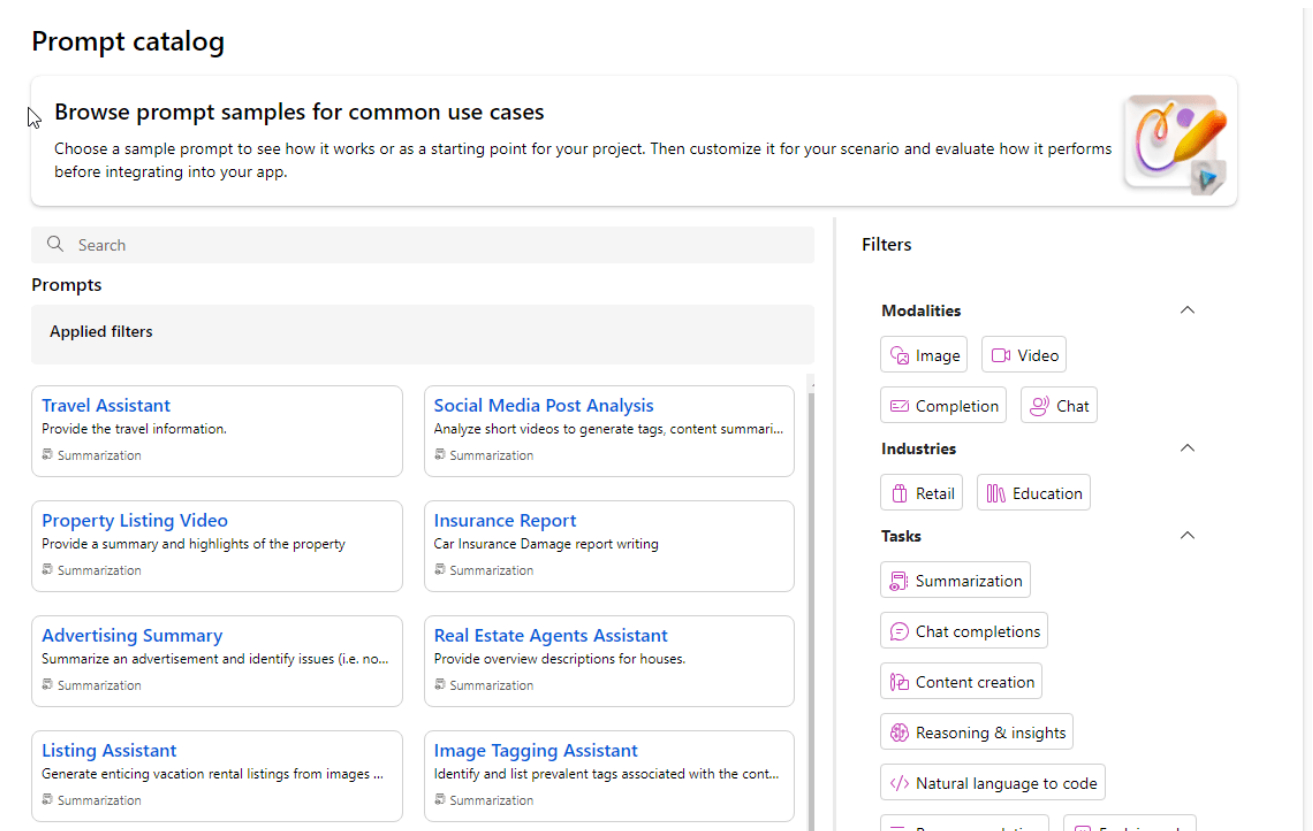 Prompt catalog
Browse prompt samples for common use cases
Choose a sample prompt to see how it works or as a starting point for your project. Then customize it for your scenario and evaluate how it performs
before integrating into your app.
Search
Prompts
Applied filters
Travel Assistant
Provide the travel information.
Summarization
Social Media Post Analysis
Analyze short videos to generate tags, content summari...
Summarization
Property Listing Video
Provide a summary and highlights of the property
Summarization
Insurance Report
Car Insurance Damage report writing
Summarization
Advertising Summary
Summarize an advertisement and identify issues (i.e. no...
Summarization
Real Estate Agents Assistant
Provide overview descriptions for houses.
Summarization
Listing Assistant
Generate enticing vacation rental listings from images ...
Summarization
Image Tagging Assistant
Identify and list prevalent tags associated with the cont...
Summarization
Filters
Modalities
Image Video
Completion Chat
Industries
Retail Education
Tasks
Summarization
Chat completions
Content creation
Reasoning & insights
Natural language to code